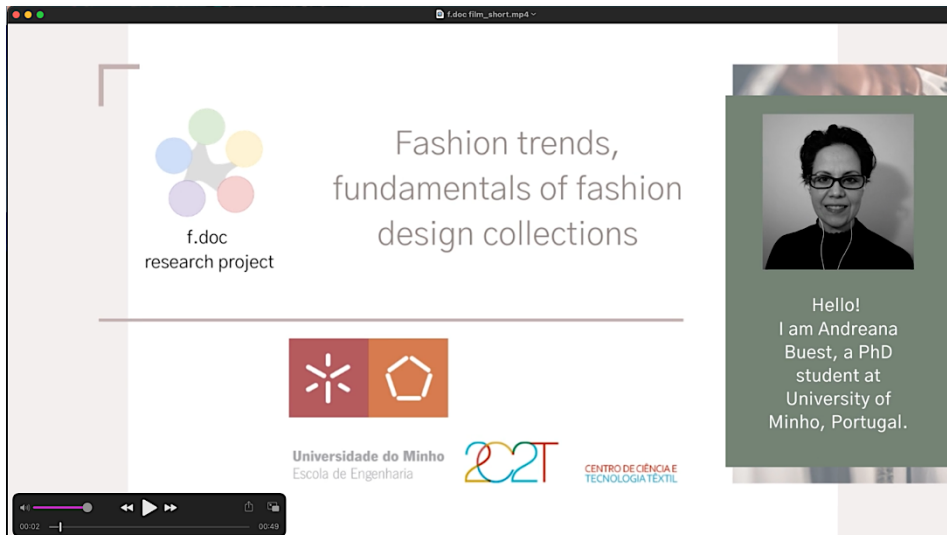 f.doc film_short.mp4
f.doc
research project
Fashion trends,
fundamentals of fashion
design collections
Hello!
I am Andreana
Buest, a PhD
student at
University of
Minho, Portugal.
Universidade do Minho
Escola de Engenharia
2C2T
CENTRO DE CIÊNCIA E
TECNOLOGIA TÊXTIL
00:02
00:49